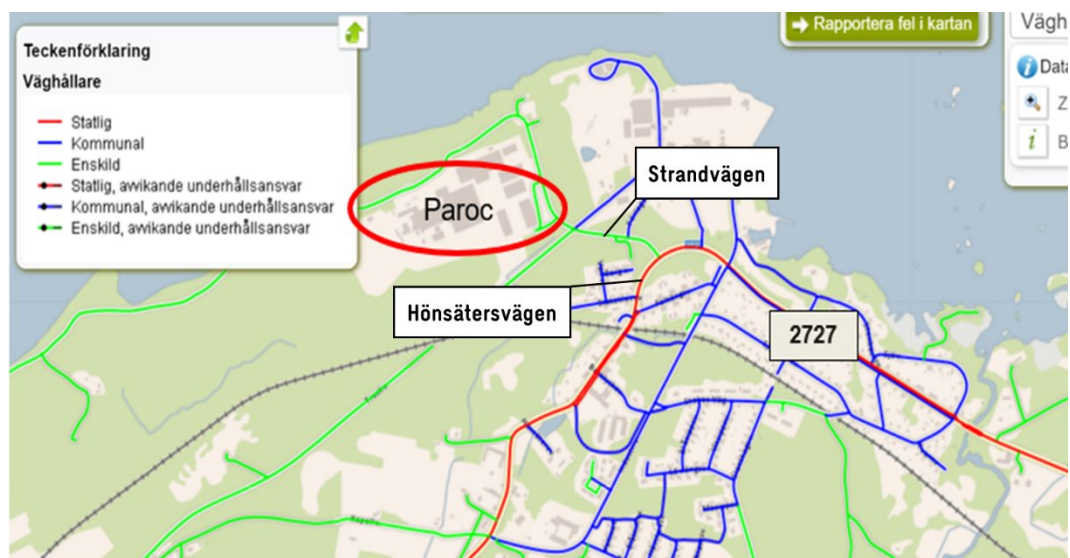 Teckenförklaring
Väghållare
Statlig
Kommunal
Enskild
Statlig, avvikande underhållsansvar
Kommunal, avvikande underhållsansvar
Enskild, avvikande underhållsansvar
Rapportera fel i kartan
Vägh
Data
Z
B
Strandvägen
Paroc
Hönsätersvägen
2727